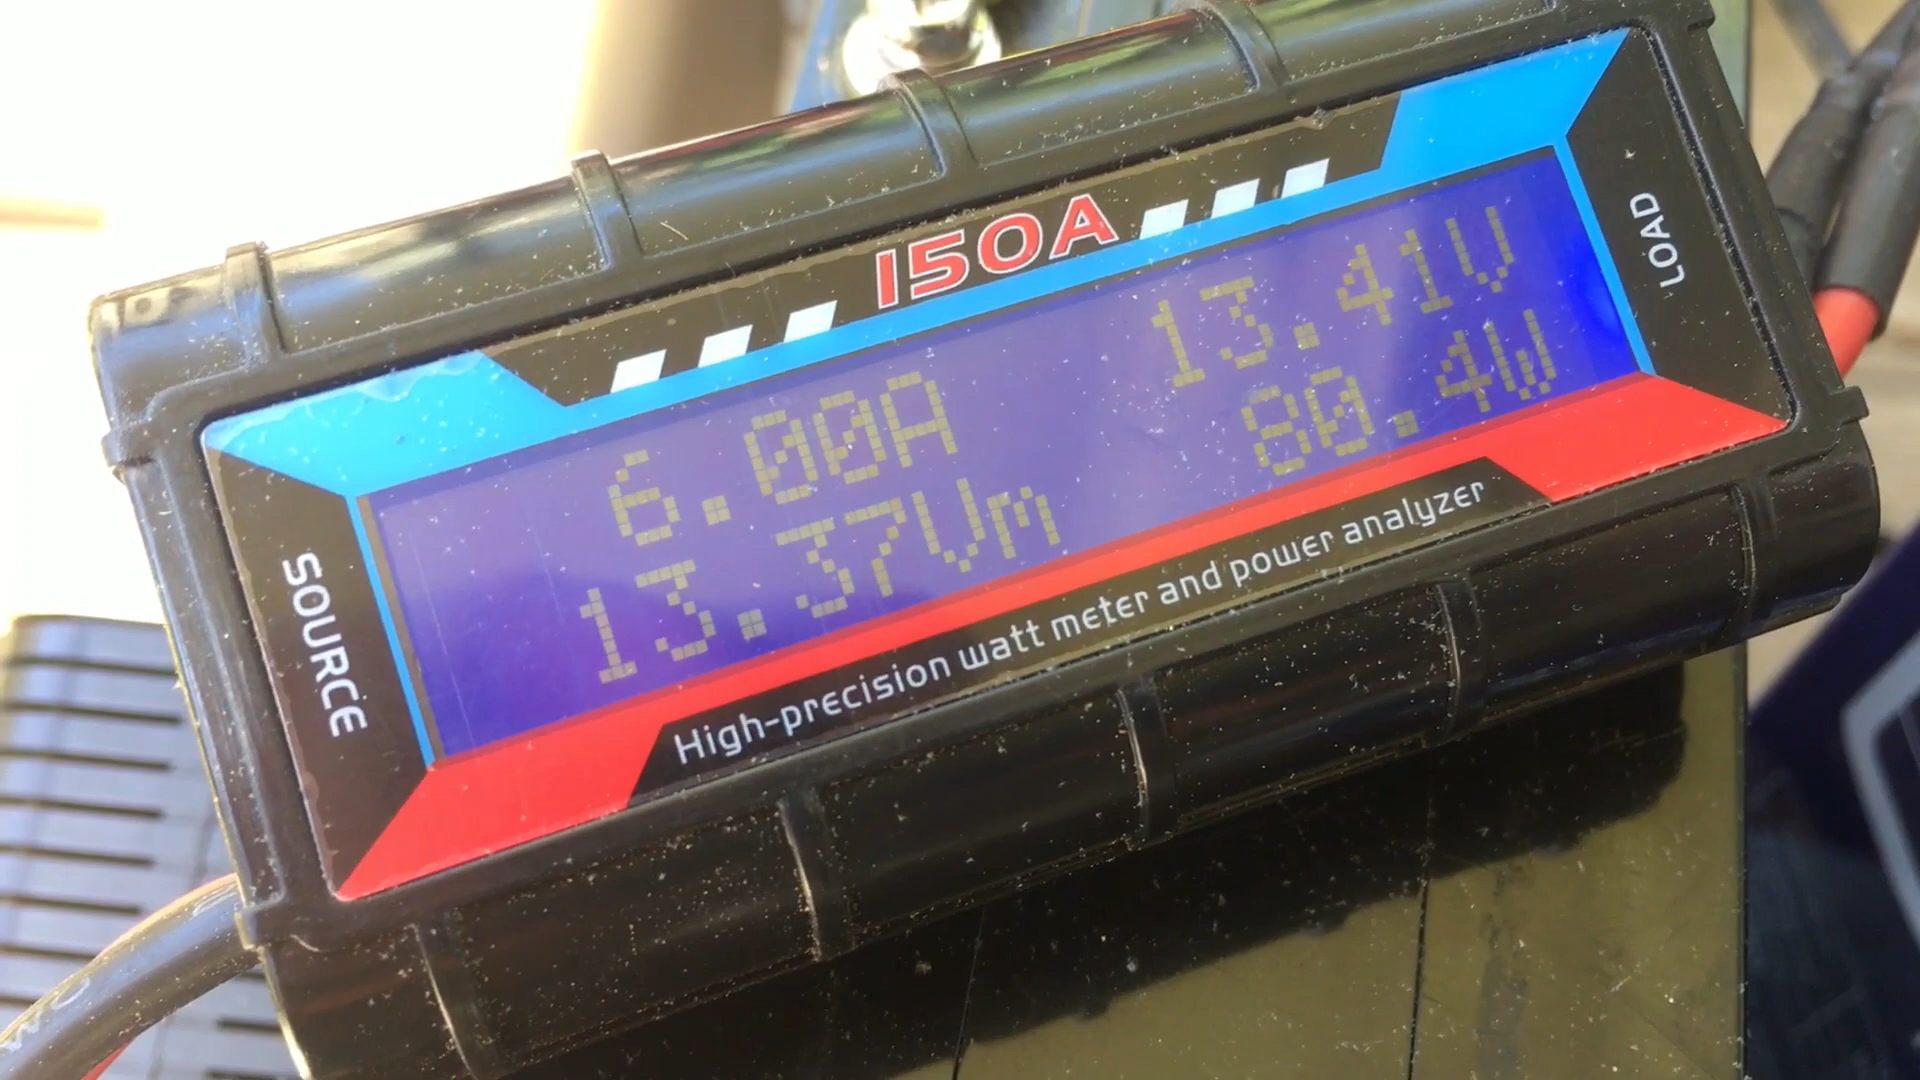 150A
6.00A 13.41V
13.37Vm 80.4W
SOURCE
LOAD
High-precision watt meter and power analyzer